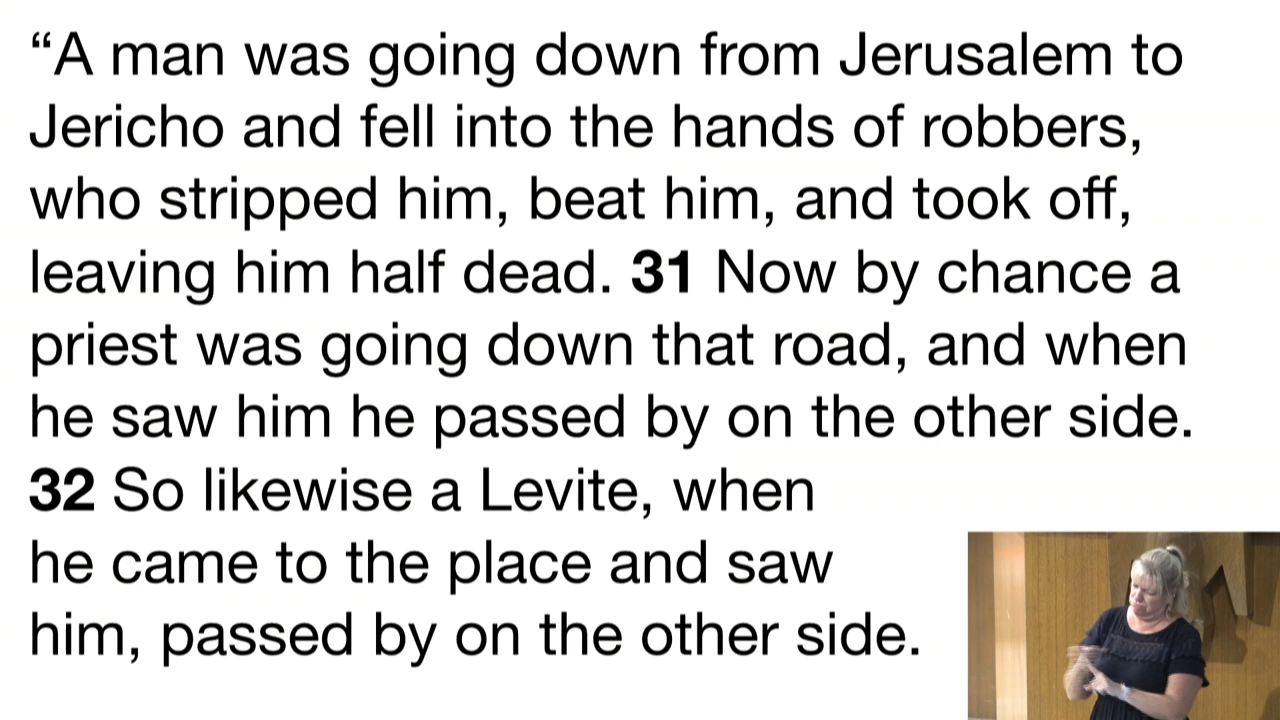 “A man was going down from Jerusalem to
Jericho and fell into the hands of robbers,
who stripped him, beat him, and took off,
leaving him half dead. 31 Now by chance a
priest was going down that road, and when
he saw him he passed by on the other side.
32 So likewise a Levite, when
he came to the place and saw
him, passed by on the other side.